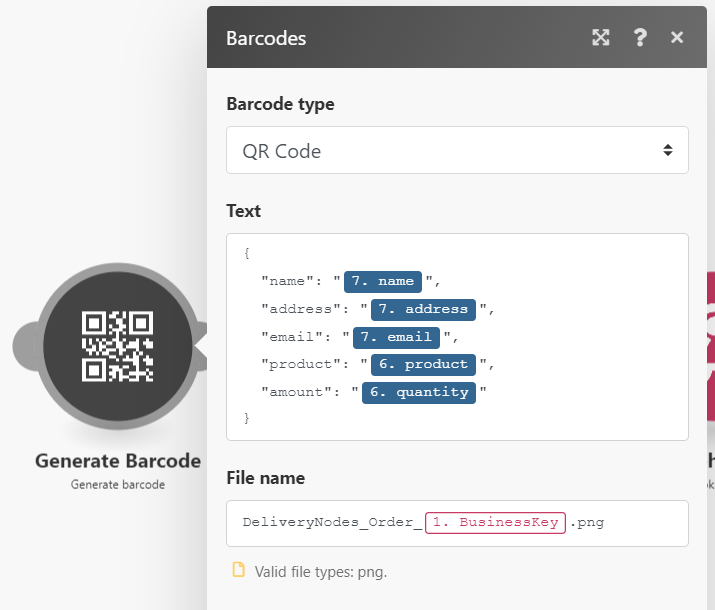 Barcodes
?
Barcode type
QR Code
Text
{
"name": "7. name",
"address": "7. address",
"email": "7. email",
"product": "6. product",
"amount": "6. quantity"
}
Generate Barcode
Generate barcode
File name
DeliveryNodes_Order_1. BusinessKey.png
Valid file types: png.